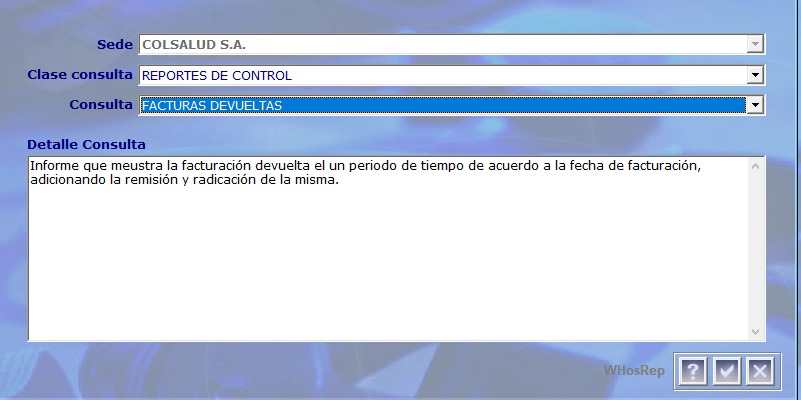 Sede COLSALUD S.A.
Clase consulta REPORTES DE CONTROL
Consulta FACTURAS DEVUELTAS
Detalle Consulta
Informe que meustra la facturación devuelta el un periodo de tiempo de acuerdo a la fecha de facturación,
adicionando la remisión y radicación de la misma.
WHosRep ?